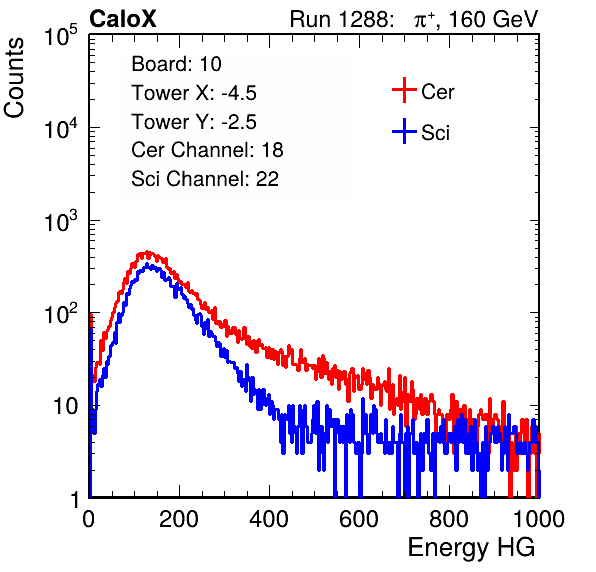 CaloX Run 1288: π⁺, 160 GeV
Counts
Board: 10
Tower X: -4.5
Tower Y: -2.5
Cer Channel: 18
Sci Channel: 22
Cer
Sci
10⁵
10⁴
10³
10²
10
1
0 200 400 600 800 1000
Energy HG